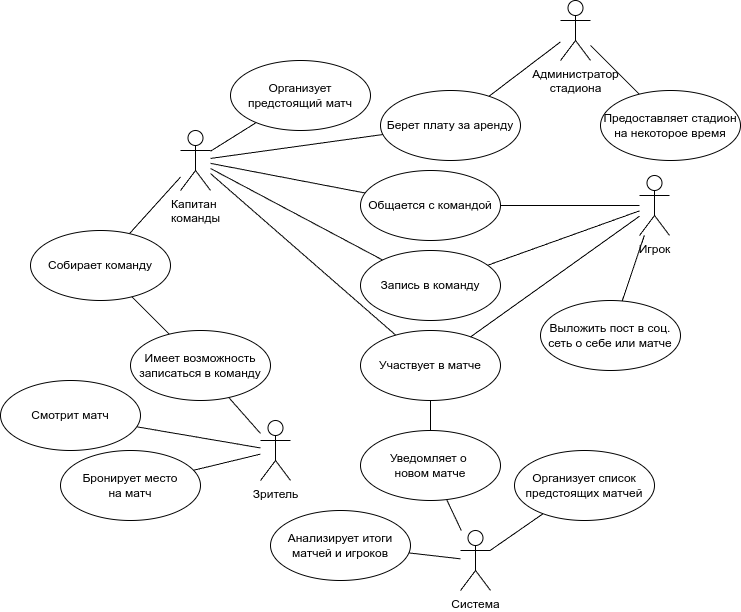 Администратор
стадиона
Организует
предстоящий матч
Берет плату за аренду
Предоставляет стадион
на некоторое время
Капитан
команды
Общается с командой
Игрок
Собирает команду
Запись в команду
Выложить пост в соц.
сеть о себе или матче
Имеет возможность
записаться в команду
Участвует в матче
Смотрит матч
Уведомляет о
новом матче
Бронирует место
на матч
Зритель
Организует список
предстоящих матчей
Анализирует итоги
матчей и игроков
Система